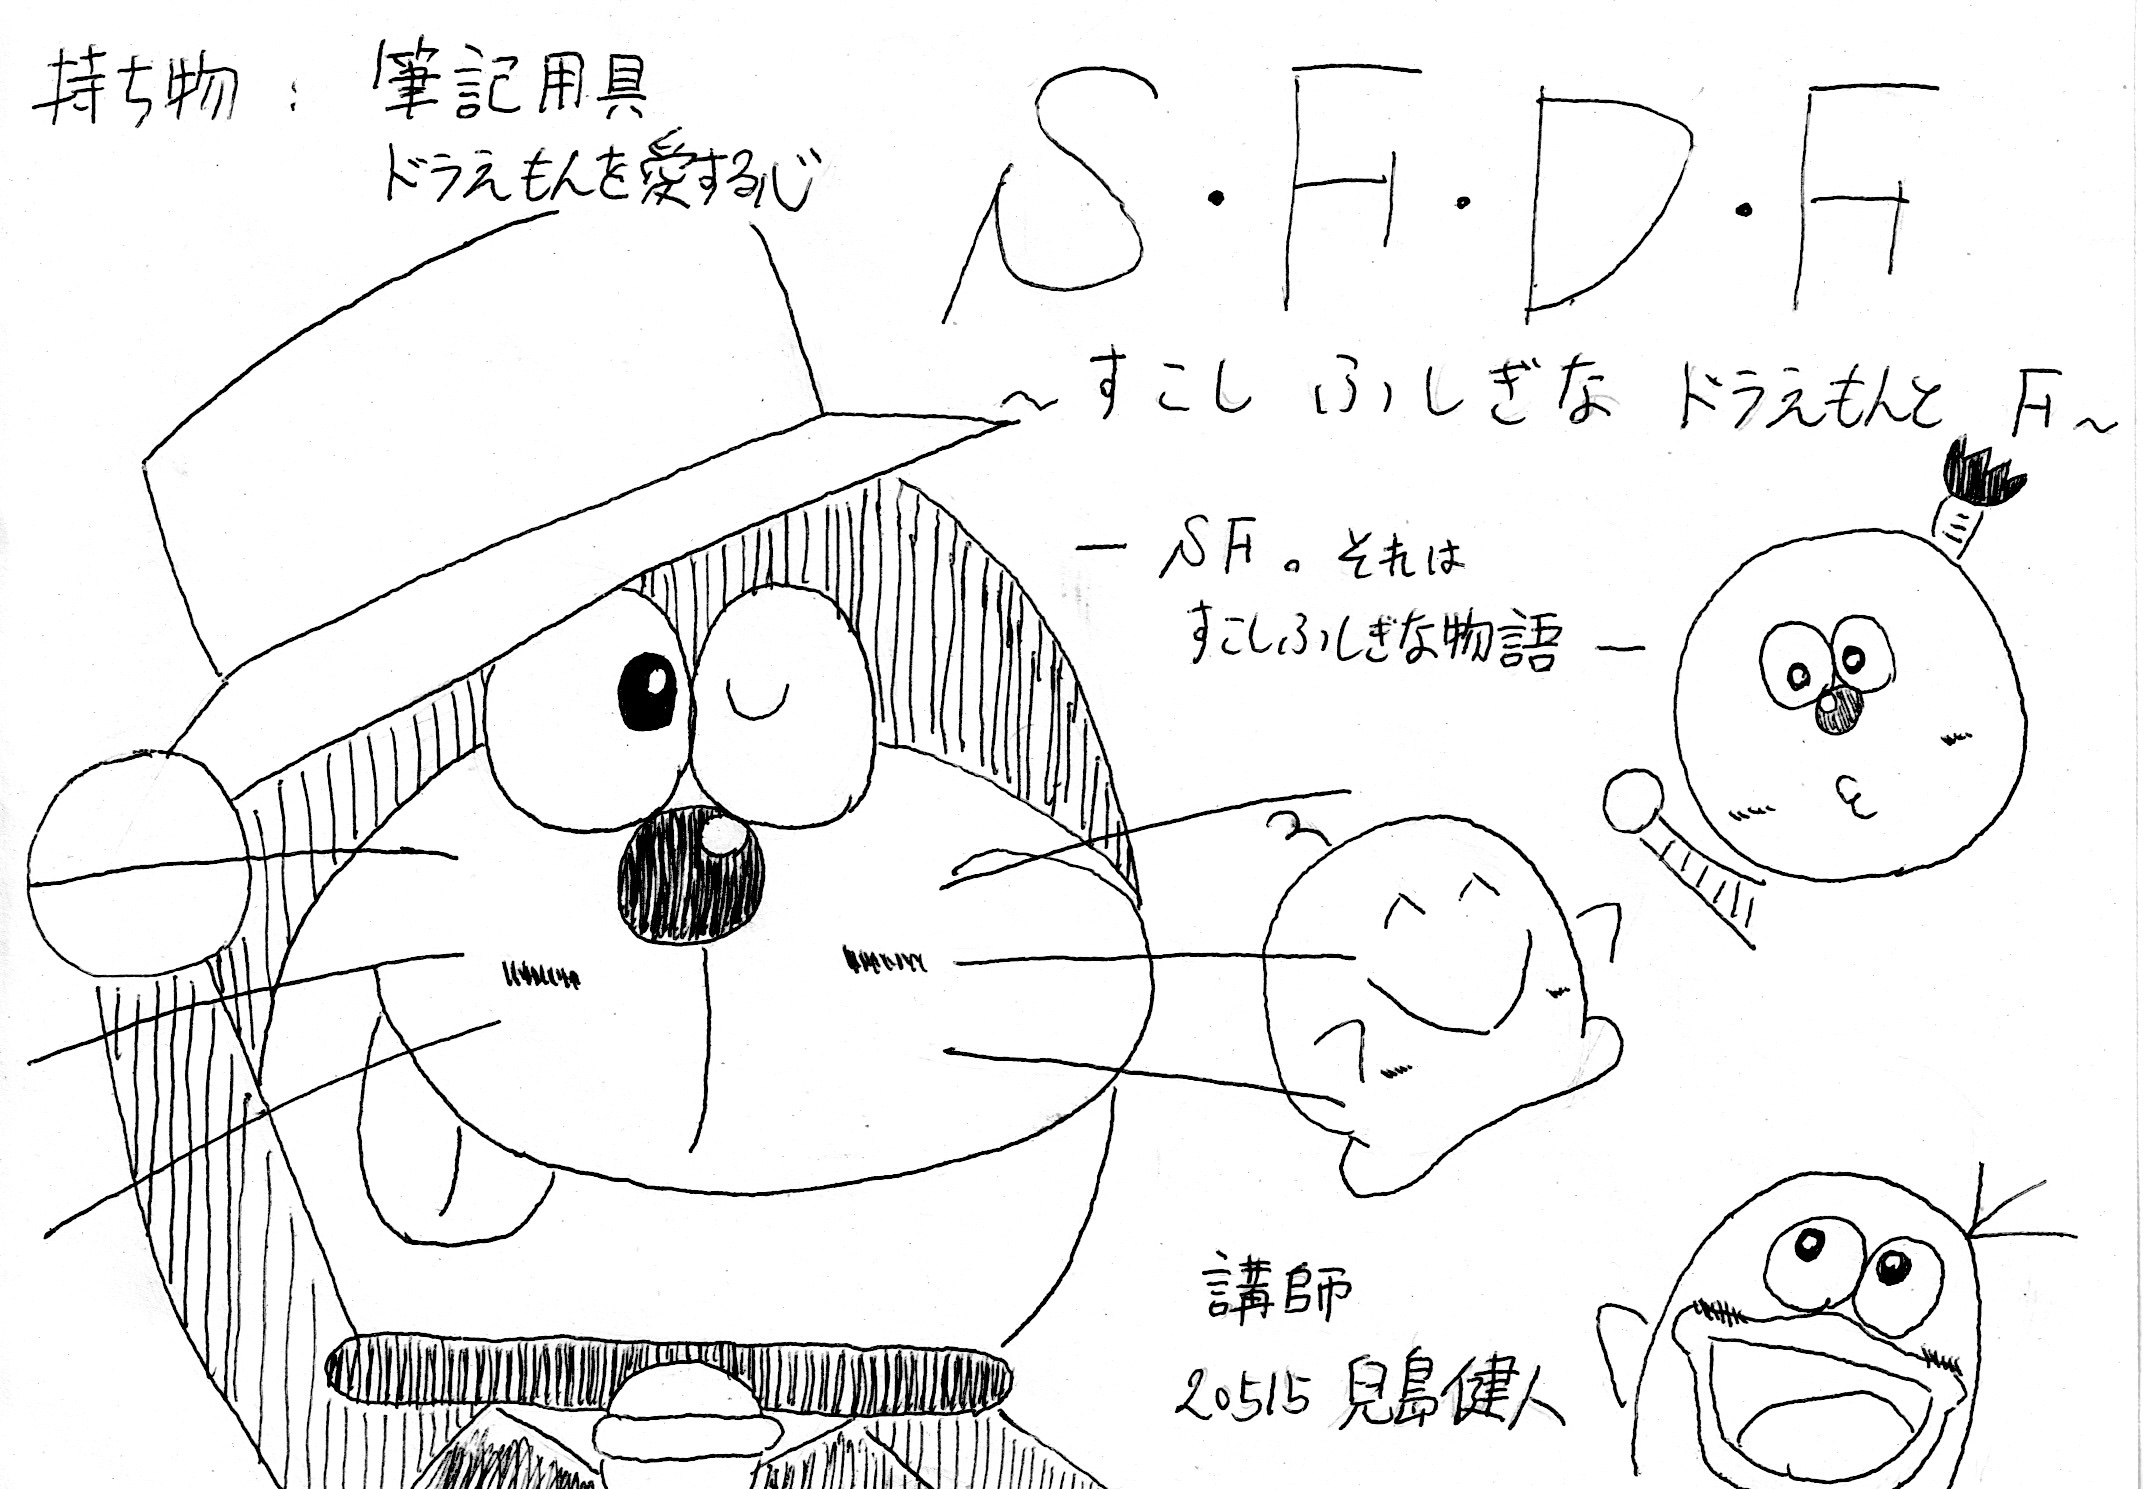 持ち物：筆記用具
ドラえもんを愛する心
S・F・D・F
～すこし ふしぎな ドラえもんと F～
－SF。それは
すこしふしぎな物語－
講師
20515 児島健人